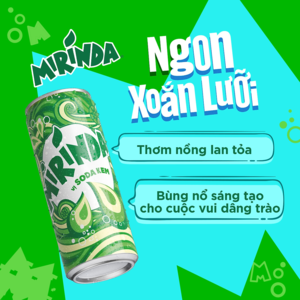 MIRINDA
Ngon
Xoắn Lưỡi
Thơm nồng lan tỏa
Bùng nổ sáng tạo
cho cuộc vui dâng trào
MIRINDA
VỊ SODA KEM